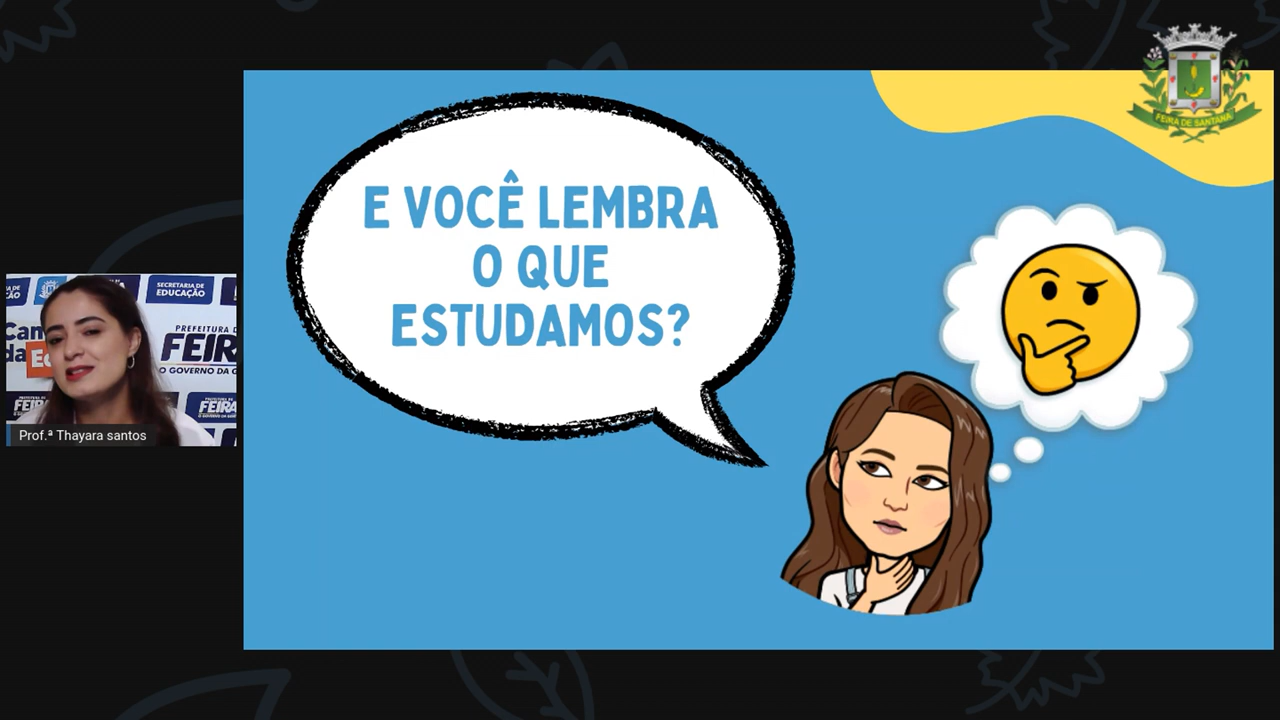 FEIRA DE SANTANA
E VOCÊ LEMBRA
O QUE
ESTUDAMOS?
SECRETARIA DE
EDUCAÇÃO
PREFEITURA D
FEIR
O GOVERNO DA
Prof.ª Thayara santos